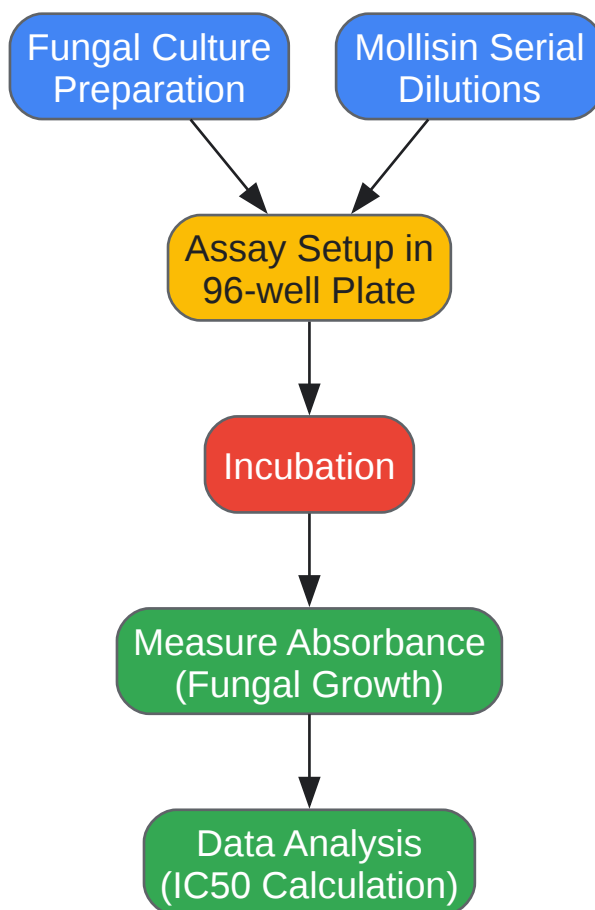 Fungal Culture
Preparation
Mollisin Serial
Dilutions
Assay Setup in
96-well Plate
Incubation
Measure Absorbance
(Fungal Growth)
Data Analysis
(IC50 Calculation)